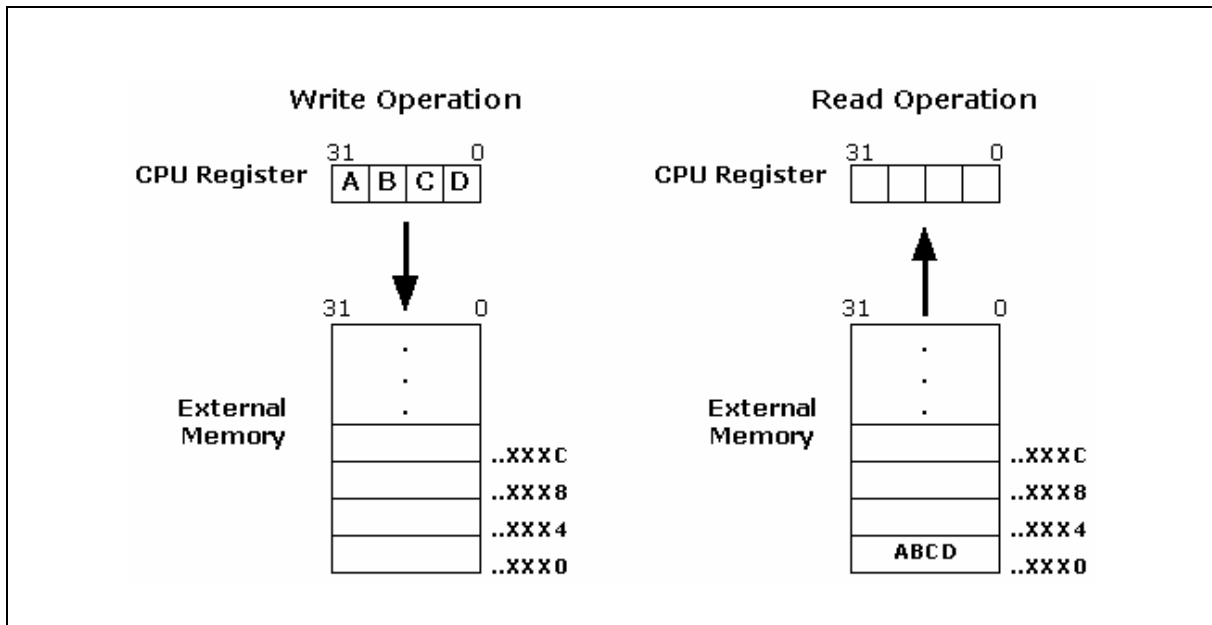 Write Operation
31 0
CPU Register
A B C D
31 0
.
.
.
External
Memory
..XXXC
..XXX8
..XXX4
..XXX0
Read Operation
31 0
CPU Register
31 0
.
.
.
External
Memory
..XXXC
..XXX8
..XXX4
ABCD
..XXX0